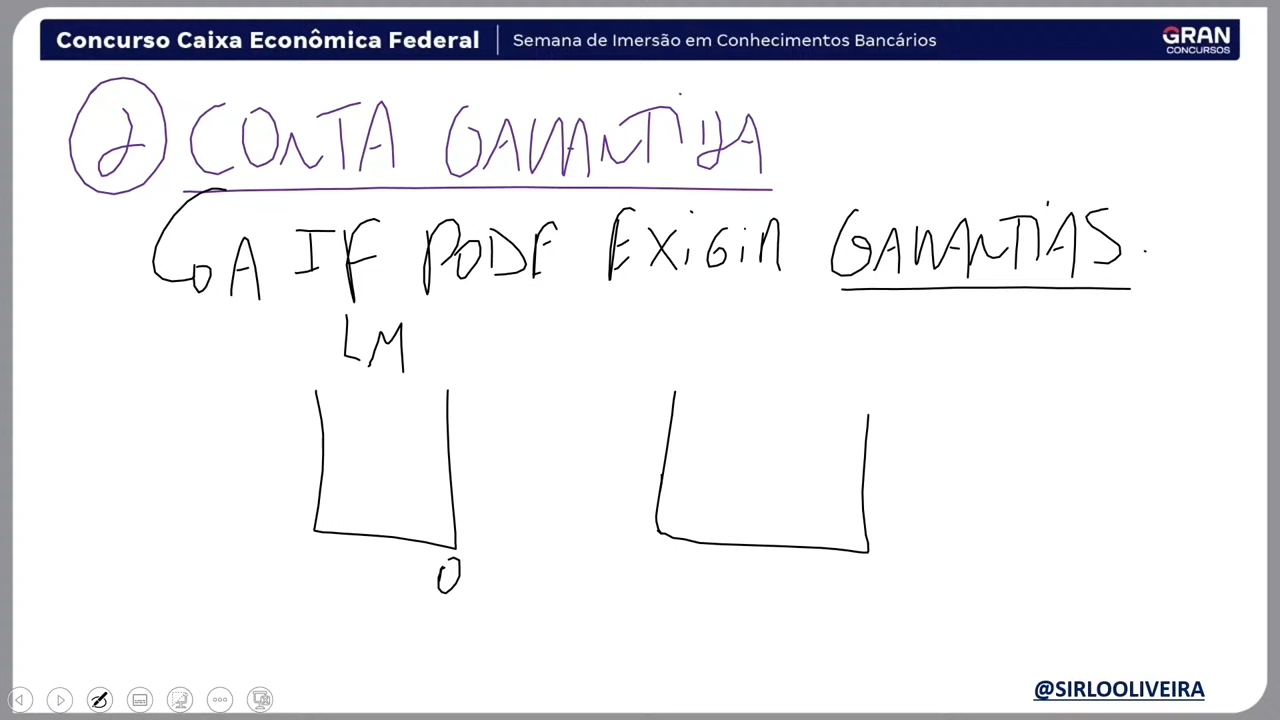 Concurso Caixa Econômica Federal | Semana de Imersão em Conhecimentos Bancários
GRAN
CONCURSOS
2 CONTA GARANTIDA
A IF PODE EXIGIR GARANTIAS.
LM
0
@SIRLOOLIVEIRA